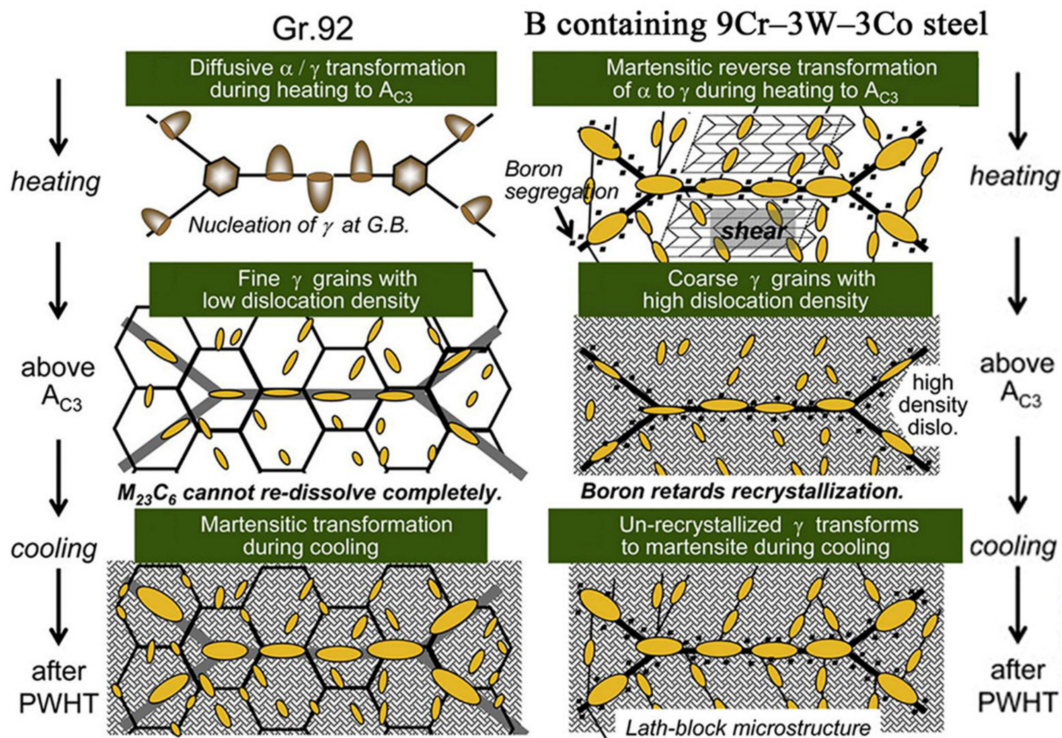 Gr.92
B containing 9Cr–3W–3Co steel
Diffusive α / γ transformation
during heating to AC3
Martensitic reverse transformation
of α to γ during heating to AC3
heating
Nucleation of γ at G.B.
Boron
segregation
shear
heating
Fine γ grains with
low dislocation density
Coarse γ grains with
high dislocation density
above
AC3
high
density
dislo.
above
AC3
M23C6 cannot re-dissolve completely.
Boron retards recrystallization.
cooling
Martensitic transformation
during cooling
Un-recrystallized γ transforms
to martensite during cooling
cooling
after
PWHT
Lath-block microstructure
after
PWHT